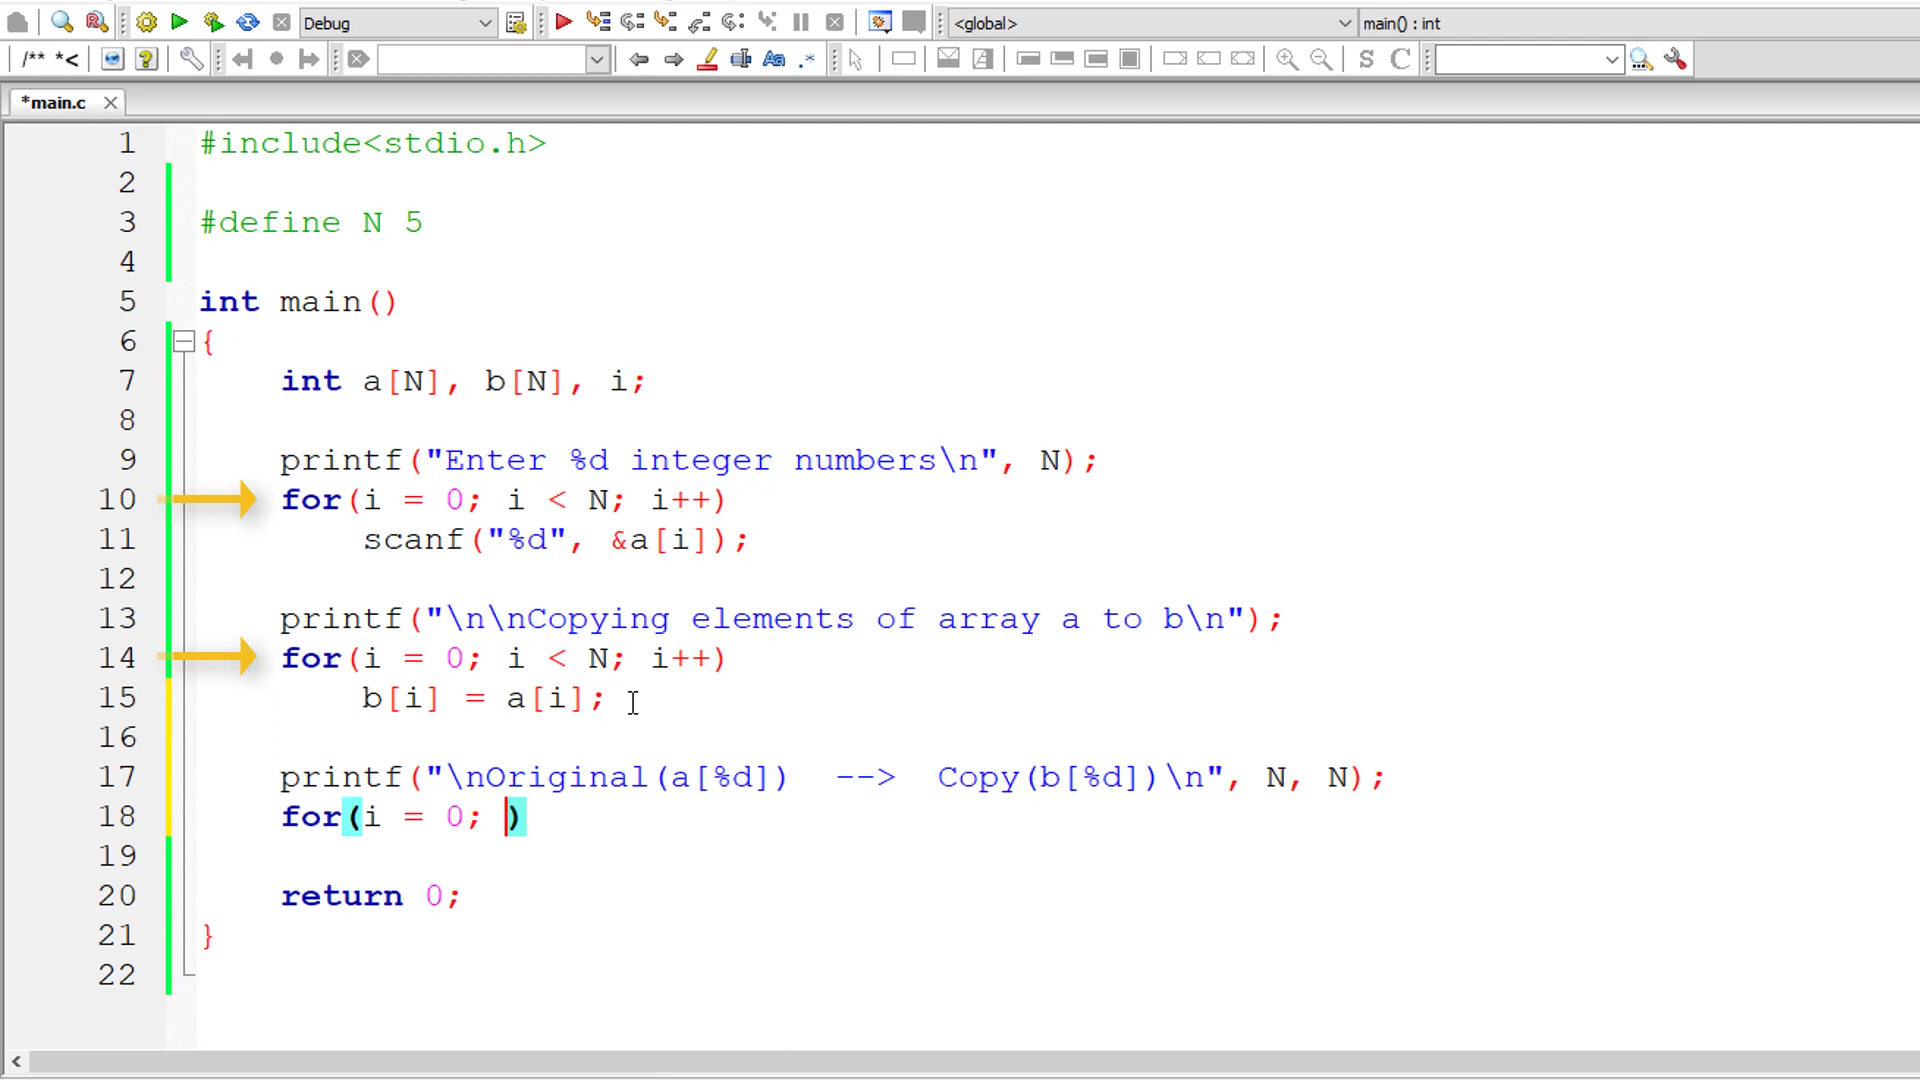 Debug
<global>
main() : int
/** *<
Aa
.*
S
C
*main.c
1 #include<stdio.h>
2
3 #define N 5
4
5 int main()
6 {
7 int a[N], b[N], i;
8
9 printf("Enter %d integer numbers\n", N);
10 for(i = 0; i < N; i++)
11 scanf("%d", &a[i]);
12
13 printf("\n\nCopying elements of array a to b\n");
14 for(i = 0; i < N; i++)
15 b[i] = a[i];
16
17 printf("\nOriginal(a[%d])  -->  Copy(b[%d])\n", N, N);
18 for(i = 0; )
19
20 return 0;
21 }
22